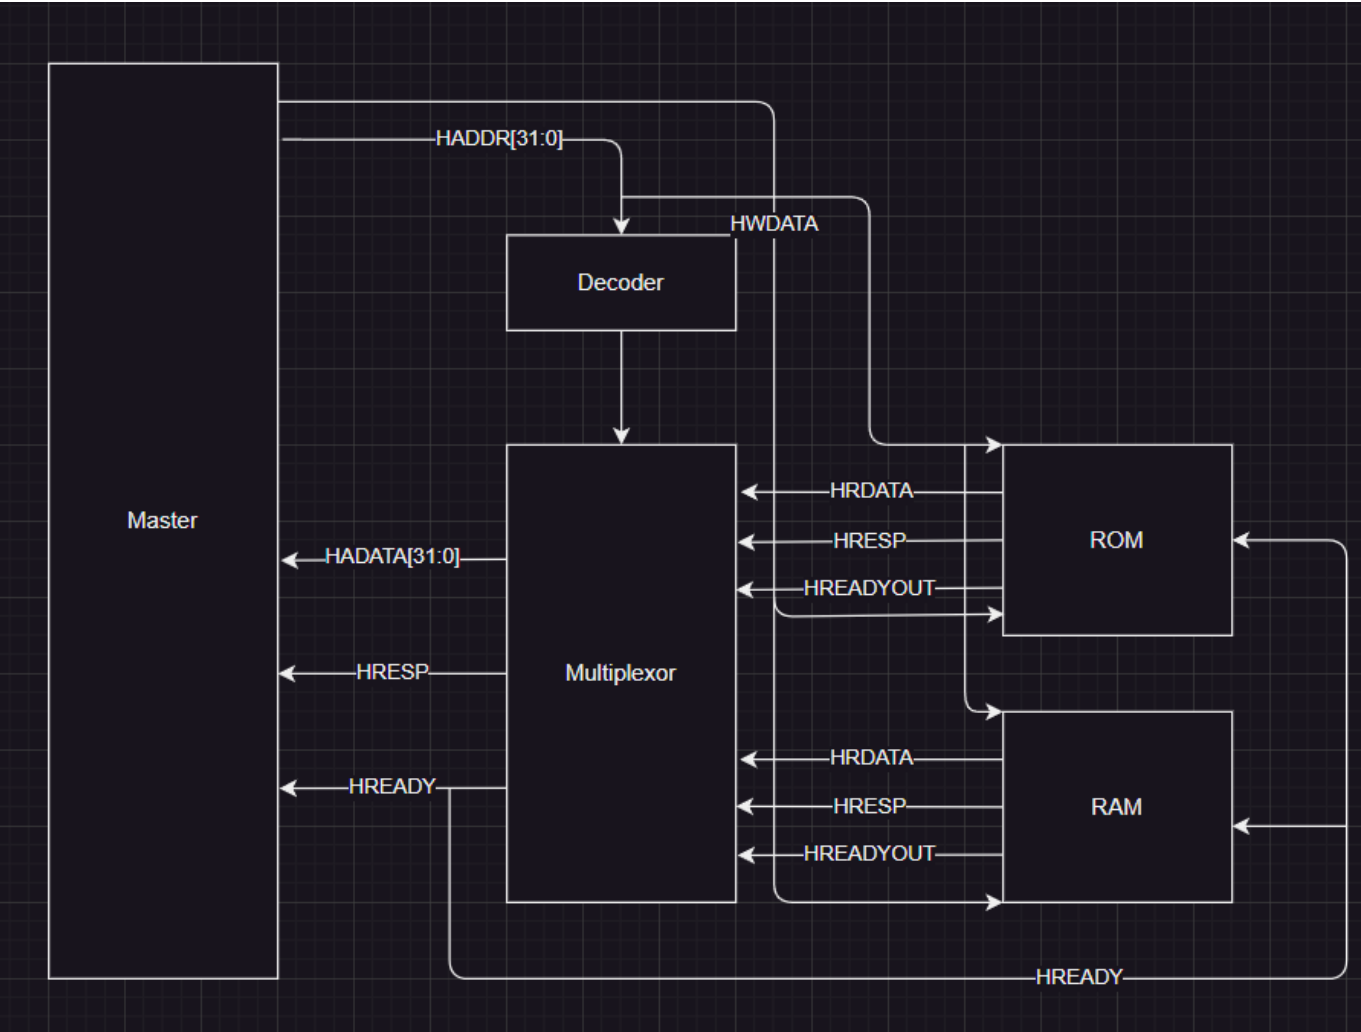 HADDR[31:0]
HWDATA
Decoder
HRDATA
Master
HRESP
ROM
HADATA[31:0]
HREADYOUT
HRESP
Multiplexor
HRDATA
HREADY
HRESP
RAM
HREADYOUT
HREADY